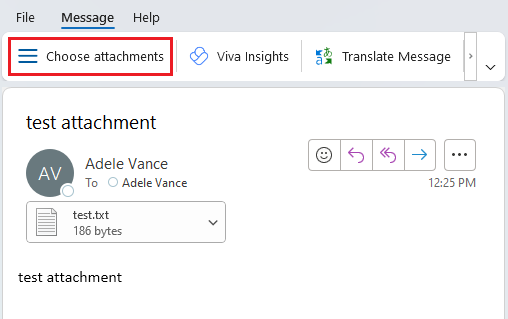 File Message Help
Choose attachments Viva Insights Translate Message
test attachment
AV
Adele Vance
To Adele Vance
12:25 PM
test.txt
186 bytes
test attachment